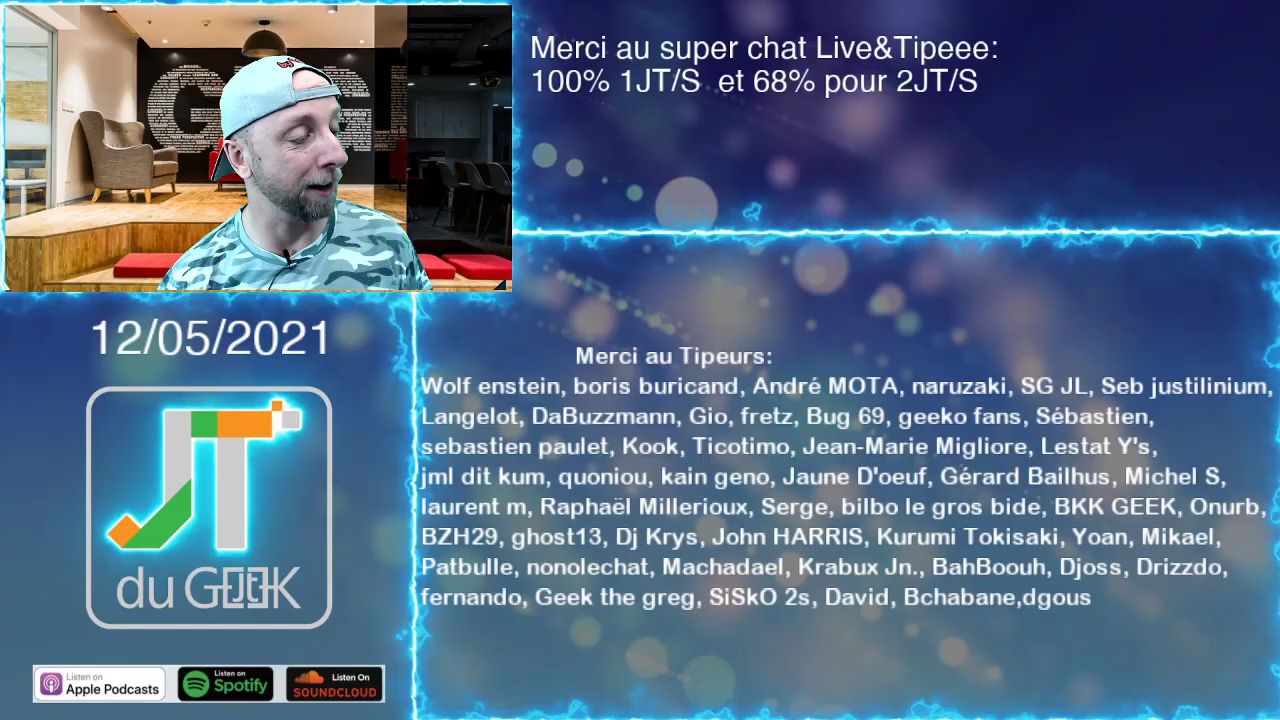 Merci au super chat Live&Tipeee:
100% 1JT/S et 68% pour 2JT/S
12/05/2021
Merci au Tipeurs:
Wolf enstein, boris buricand, André MOTA, naruzaki, SG JL, Seb justilinium,
Langelot, DaBuzzmann, Gio, fretz, Bug 69, geeko fans, Sébastien,
sebastien paulet, Kook, Ticotimo, Jean-Marie Migliore, Lestat Y's,
jml dit kum, quoniou, kain geno, Jaune D'oeuf, Gérard Bailhus, Michel S,
laurent m, Raphaël Millerioux, Serge, bilbo le gros bide, BKK GEEK, Onurb,
BZH29, ghost13, Dj Krys, John HARRIS, Kurumi Tokisaki, Yoan, Mikael,
Patbulle, nonolechat, Machadael, Krabux Jn., BahBoouh, Djoss, Drizzdo,
fernando, Geek the greg, SiSkO 2s, David, Bchabane,dgous
JT
du GEEK
Listen on
Apple Podcasts
Listen on
Spotify
Listen On
SOUNDCLOUD